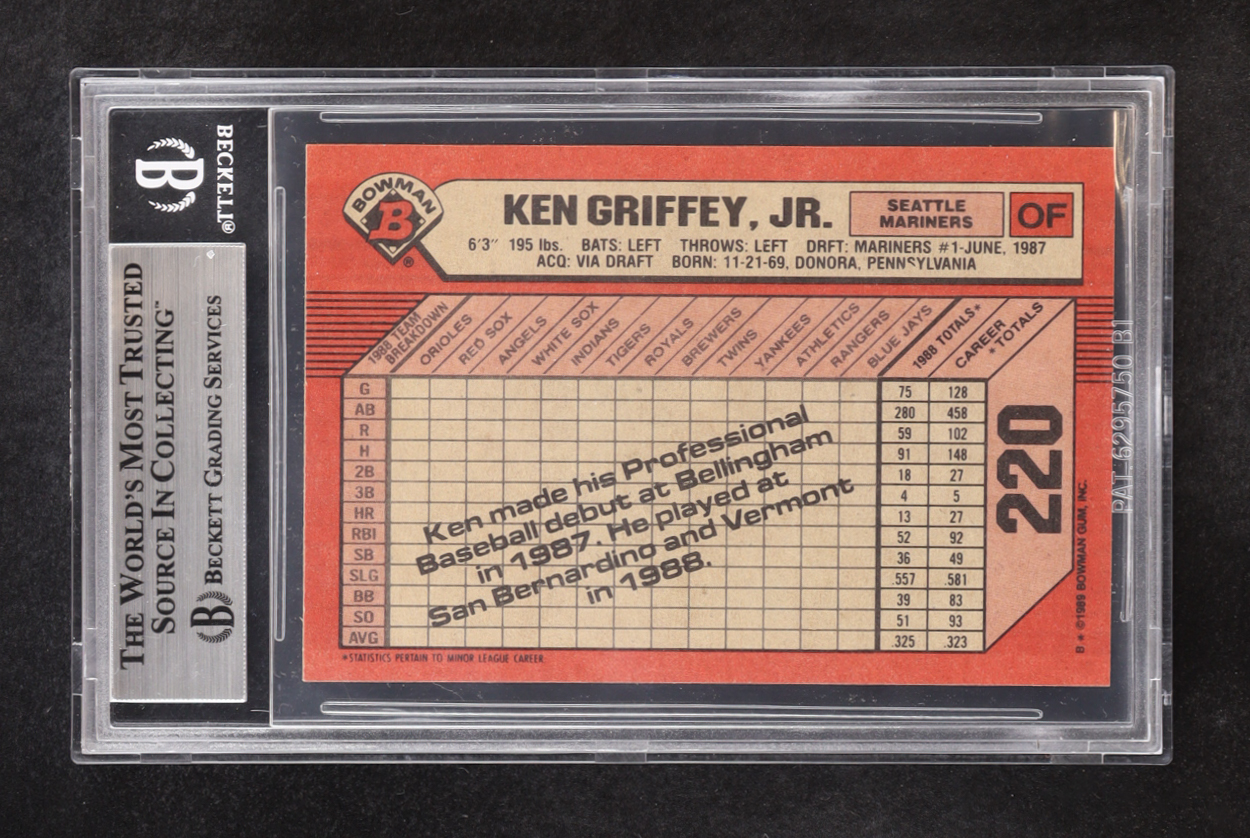 BECKETT®
B
THE WORLD'S MOST TRUSTED
SOURCE IN COLLECTING™
B BECKETT GRADING SERVICES
BOWMAN
B
®
KEN GRIFFEY, JR.
SEATTLE
MARINERS
OF
6'3" 195 lbs. BATS: LEFT THROWS: LEFT DRFT: MARINERS #1-JUNE, 1987
ACQ: VIA DRAFT BORN: 11-21-69, DONORA, PENNSYLVANIA
1988 TEAM
BREAKDOWN
ORIOLES
RED SOX
ANGELS
WHITE SOX
INDIANS
TIGERS
ROYALS
BREWERS
TWINS
YANKEES
ATHLETICS
RANGERS
BLUE JAYS
1988 TOTALS*
CAREER
*TOTALS
G 75 128
AB 280 458
R 59 102
H 91 148
2B 18 27
3B 4 5
HR 13 27
RBI 52 92
SB 36 49
SLG .557 .581
BB 39 83
SO 51 93
AVG .325 .323
Ken made his Professional
Baseball debut at Bellingham
in 1987. He played at
San Bernardino and Vermont
in 1988.
220
*STATISTICS PERTAIN TO MINOR LEAGUE CAREER.
B * ©1989 BOWMAN GUM, INC.
PAT 6295750 B1